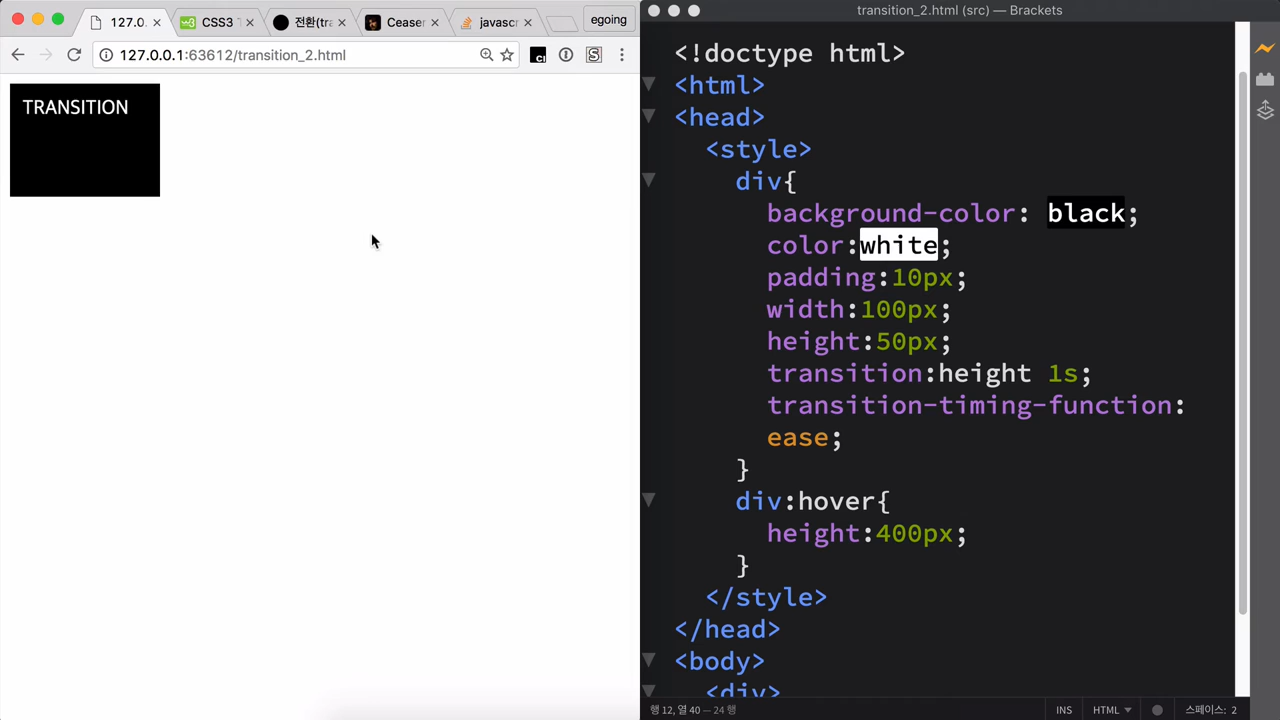 127.0.
CSS3 T
전환(tra
Ceaser
javascr
egoing
127.0.0.1:63612/transition_2.html
TRANSITION
transition_2.html (src) — Brackets
<!doctype html>
<html>
<head>
<style>
div{
background-color: black;
color:white;
padding:10px;
width:100px;
height:50px;
transition:height 1s;
transition-timing-function:
ease;
}
div:hover{
height:400px;
}
</style>
</head>
<body>
<div>
행 12, 열 40 — 24 행
INS
HTML
스페이스: 2